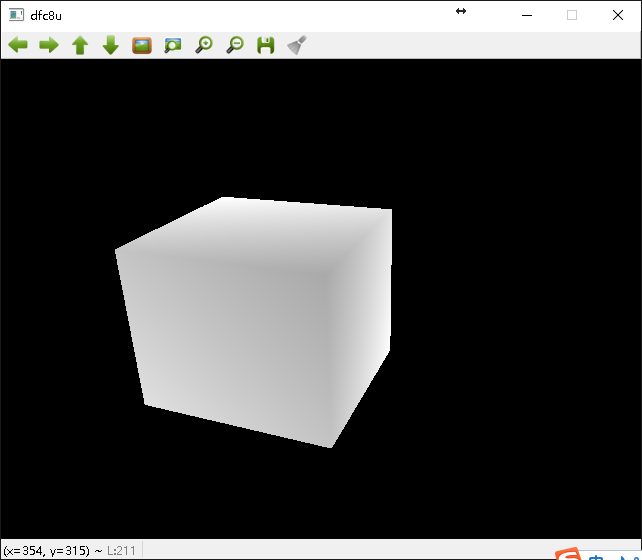 dfc8u
(x=354, y=315) ~ L:211